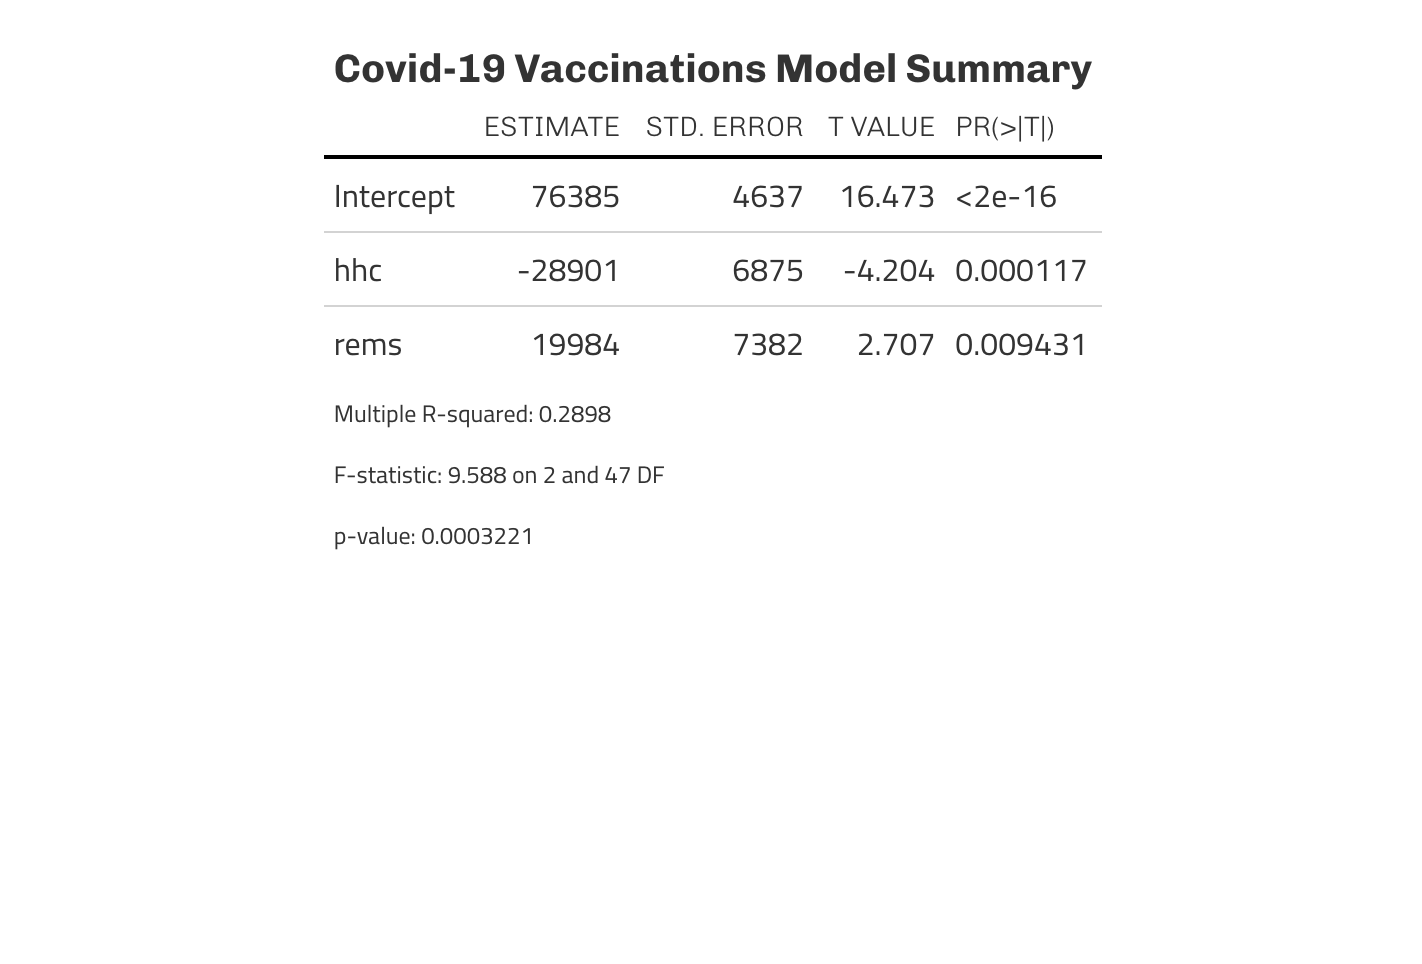 Covid-19 Vaccinations Model Summary
ESTIMATE STD. ERROR T VALUE PR(>|T|)
Intercept 76385 4637 16.473 <2e-16
hhc -28901 6875 -4.204 0.000117
rems 19984 7382 2.707 0.009431
Multiple R-squared: 0.2898
F-statistic: 9.588 on 2 and 47 DF
p-value: 0.0003221